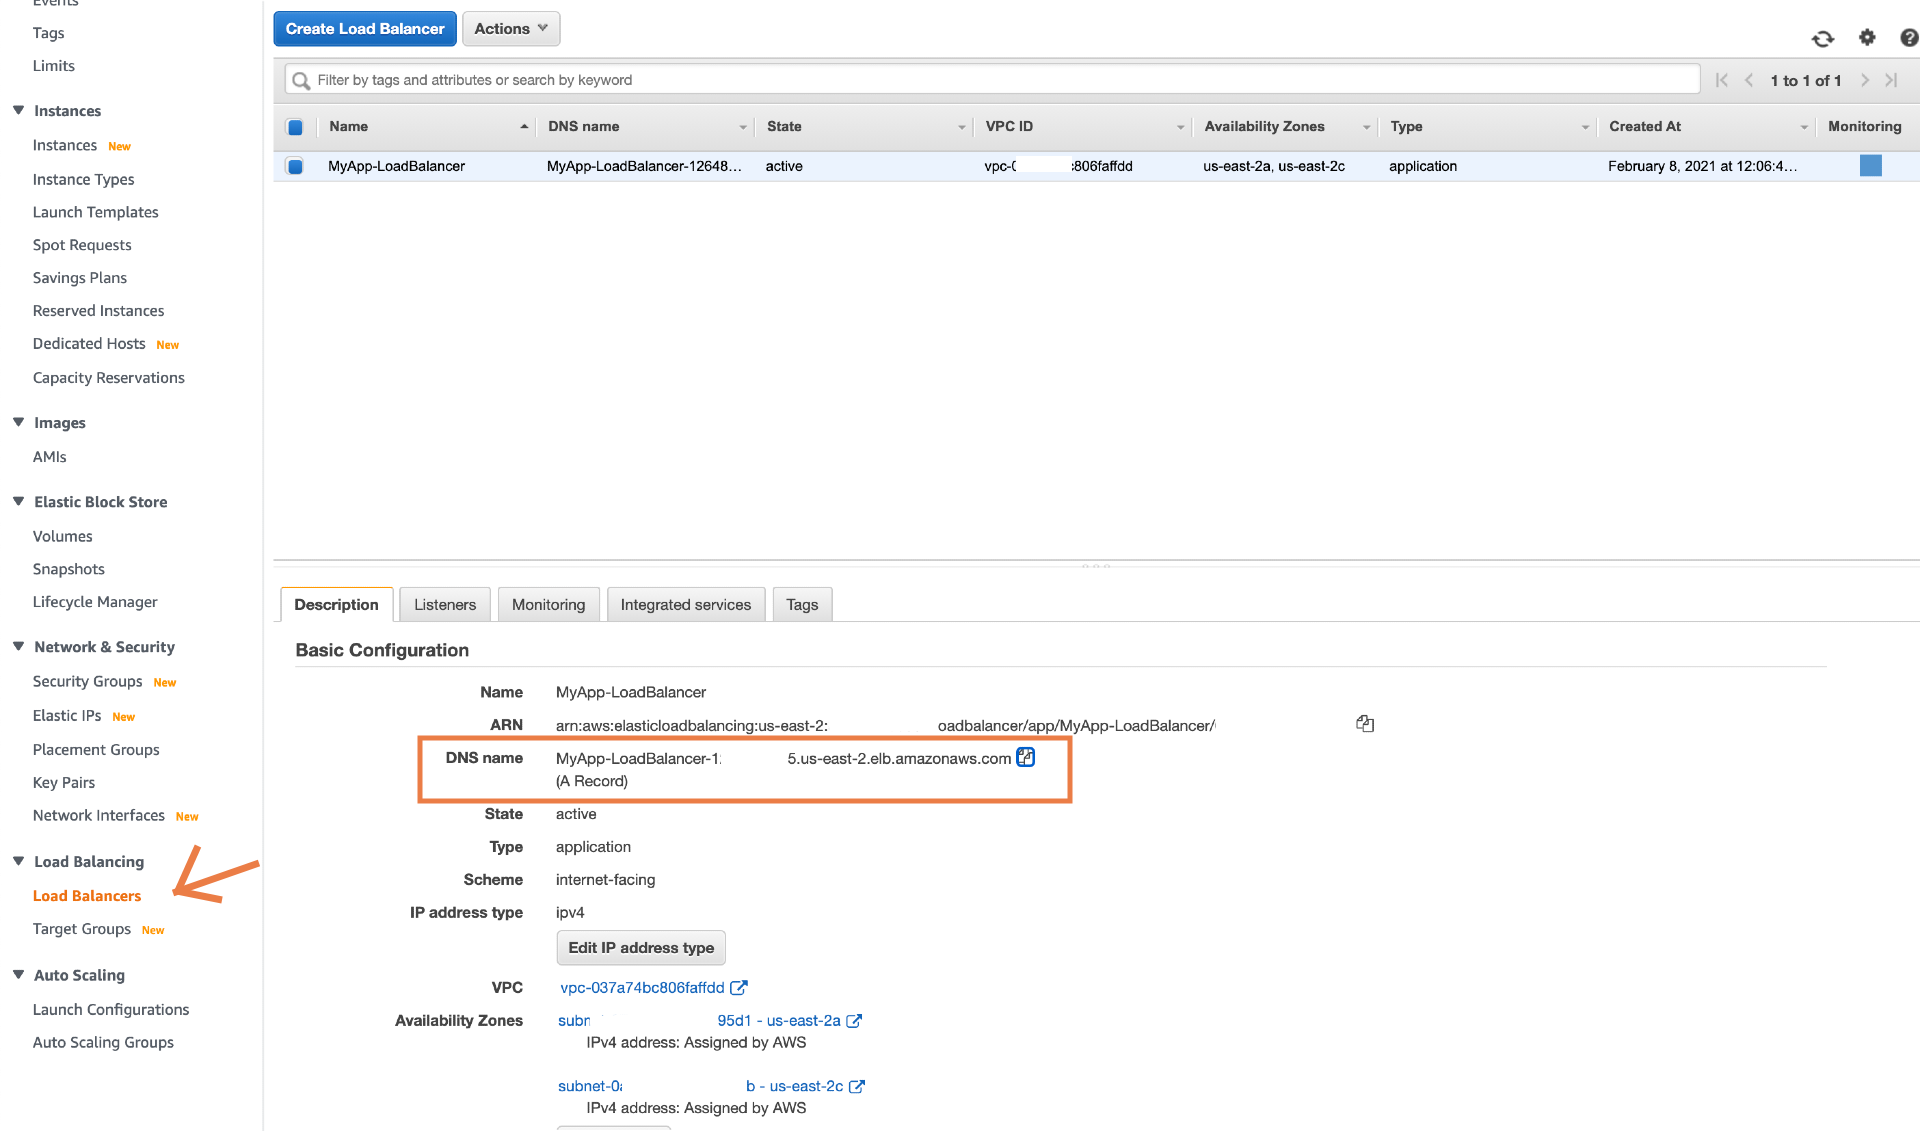 Events
Tags
Limits
Instances
Instances New
Instance Types
Launch Templates
Spot Requests
Savings Plans
Reserved Instances
Dedicated Hosts New
Capacity Reservations
Images
AMIs
Elastic Block Store
Volumes
Snapshots
Lifecycle Manager
Network & Security
Security Groups New
Elastic IPs New
Placement Groups
Key Pairs
Network Interfaces New
Load Balancing
Load Balancers
Target Groups New
Auto Scaling
Launch Configurations
Auto Scaling Groups
Create Load Balancer Actions
Filter by tags and attributes or search by keyword 1 to 1 of 1
Name DNS name State VPC ID Availability Zones Type Created At Monitoring
MyApp-LoadBalancer MyApp-LoadBalancer-12648... active vpc-0 :806faffdd us-east-2a, us-east-2c application February 8, 2021 at 12:06:4...
Description Listeners Monitoring Integrated services Tags
Basic Configuration
Name MyApp-LoadBalancer
ARN arn:aws:elasticloadbalancing:us-east-2: oadbalancer/app/MyApp-LoadBalancer/
DNS name MyApp-LoadBalancer-1 5.us-east-2.elb.amazonaws.com
(A Record)
State active
Type application
Scheme internet-facing
IP address type ipv4
Edit IP address type
VPC vpc-037a74bc806faffdd
Availability Zones subn 95d1 - us-east-2a
IPv4 address: Assigned by AWS
subnet-0 b - us-east-2c
IPv4 address: Assigned by AWS